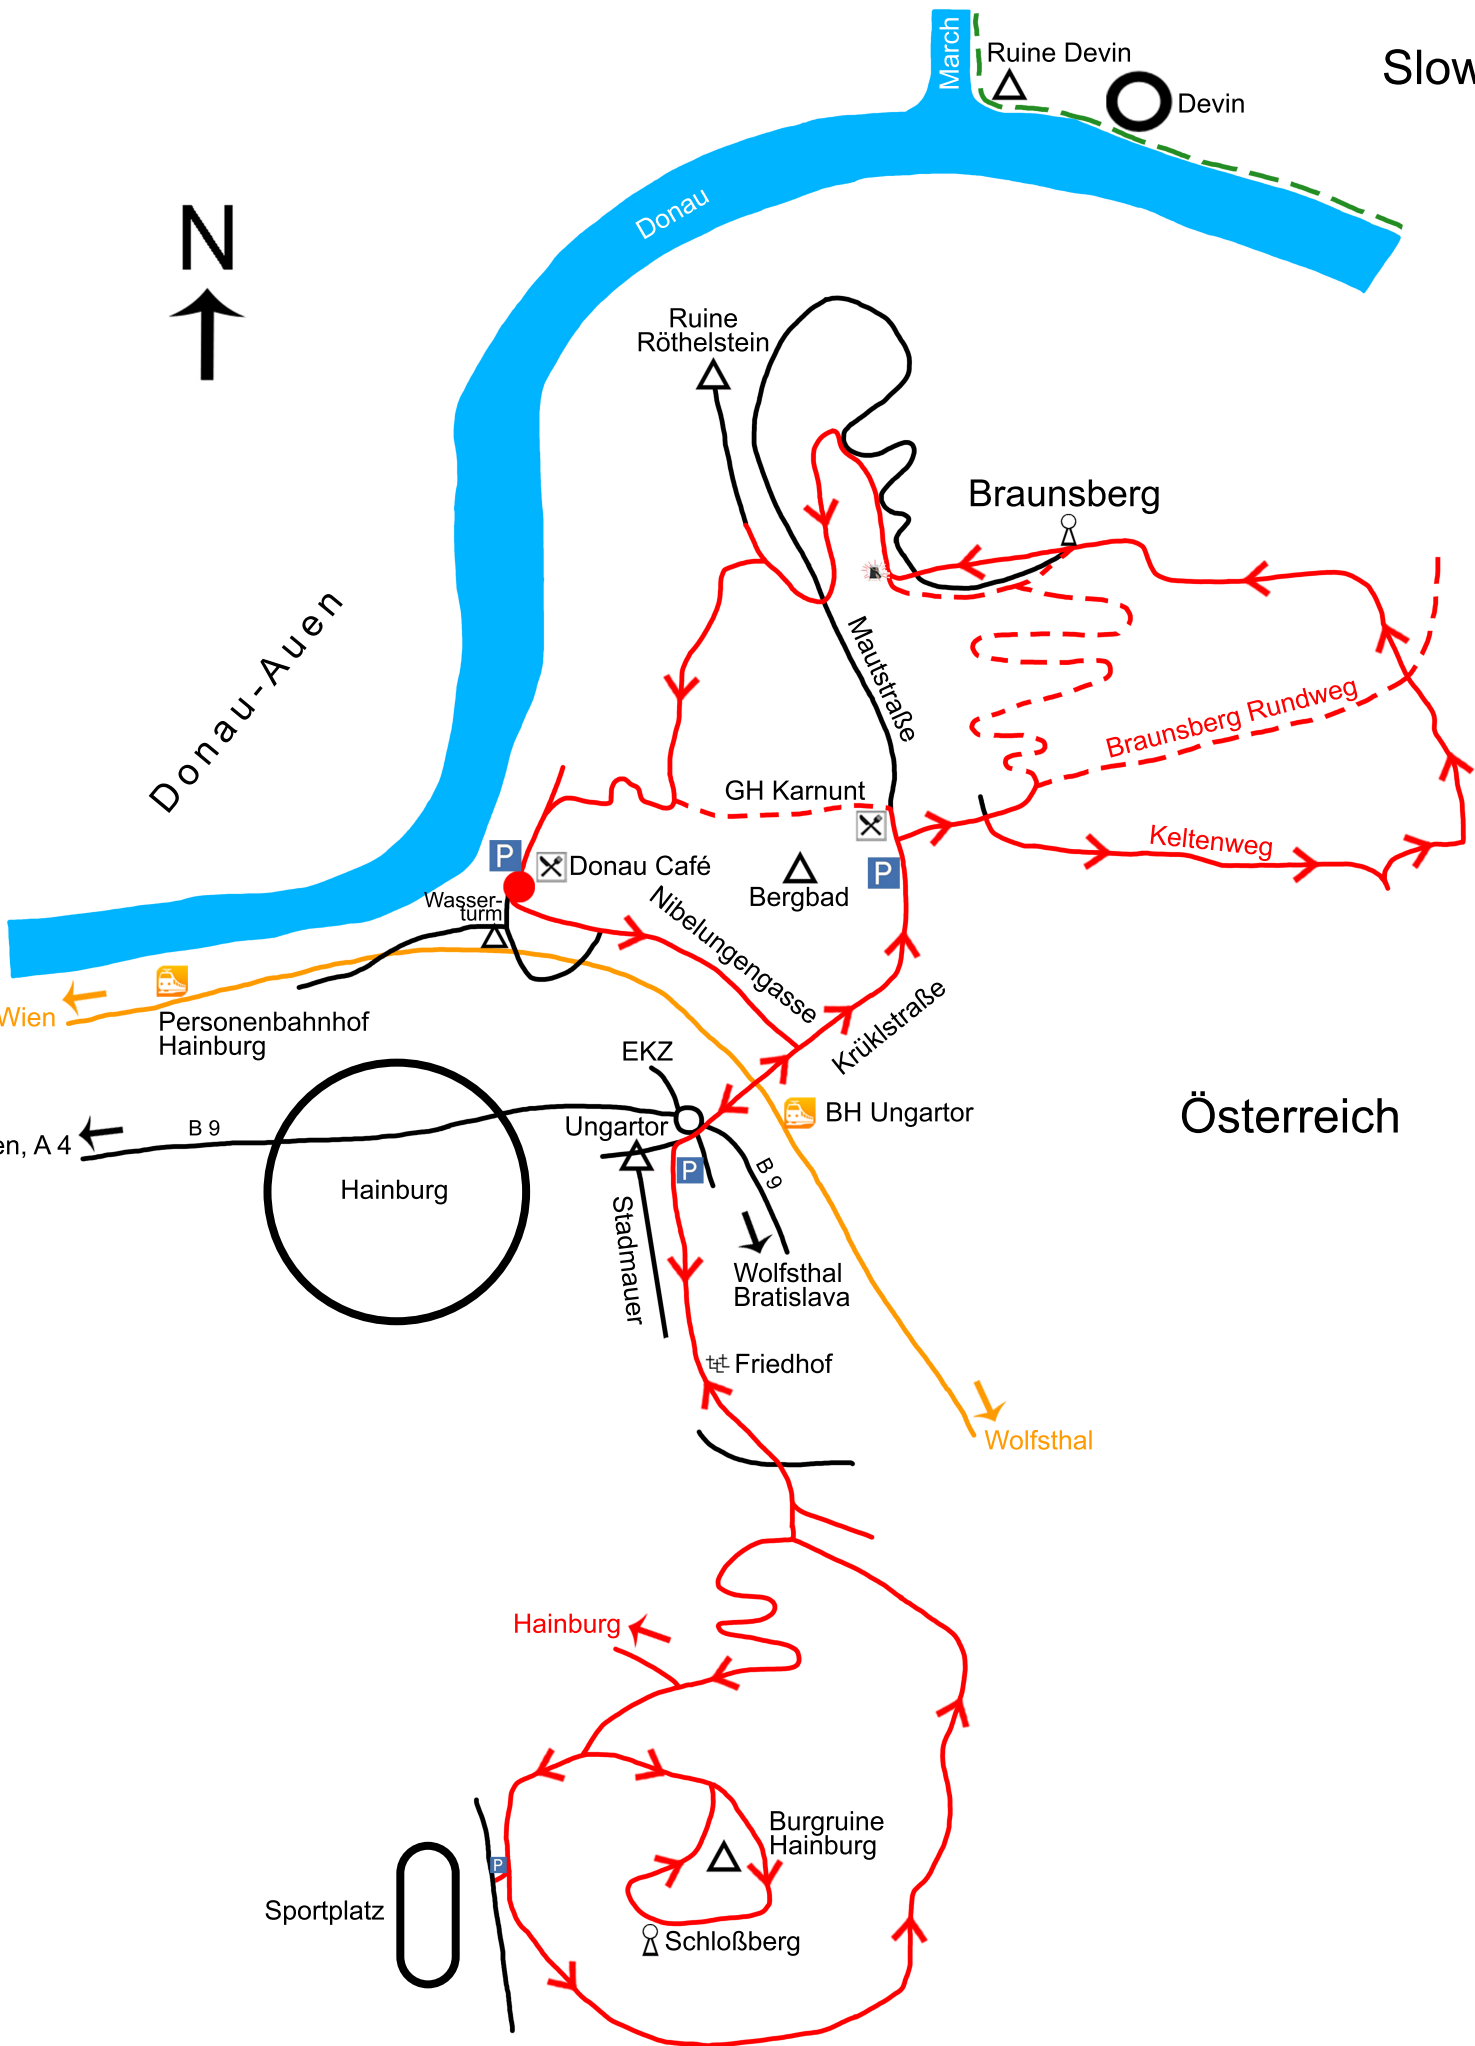 March
Ruine Devin
Slow
Devin
N
Donau
Ruine
Röthelstein
Braunsberg
Donau-Auen
Mautstraße
Braunsberg Rundweg
GH Karnunt
Keltenweg
P
Donau Café
P
Bergbad
Wasser-
turm
Nibelungengasse
Krüklstraße
Wien
Personenbahnhof
Hainburg
EKZ
BH Ungartor
Österreich
Ungartor
B 9
en, A 4
P
B 9
Hainburg
Stadmauer
Wolfsthal
Bratislava
Friedhof
Wolfsthal
Hainburg
Burgruine
Hainburg
P
Sportplatz
Schloßberg